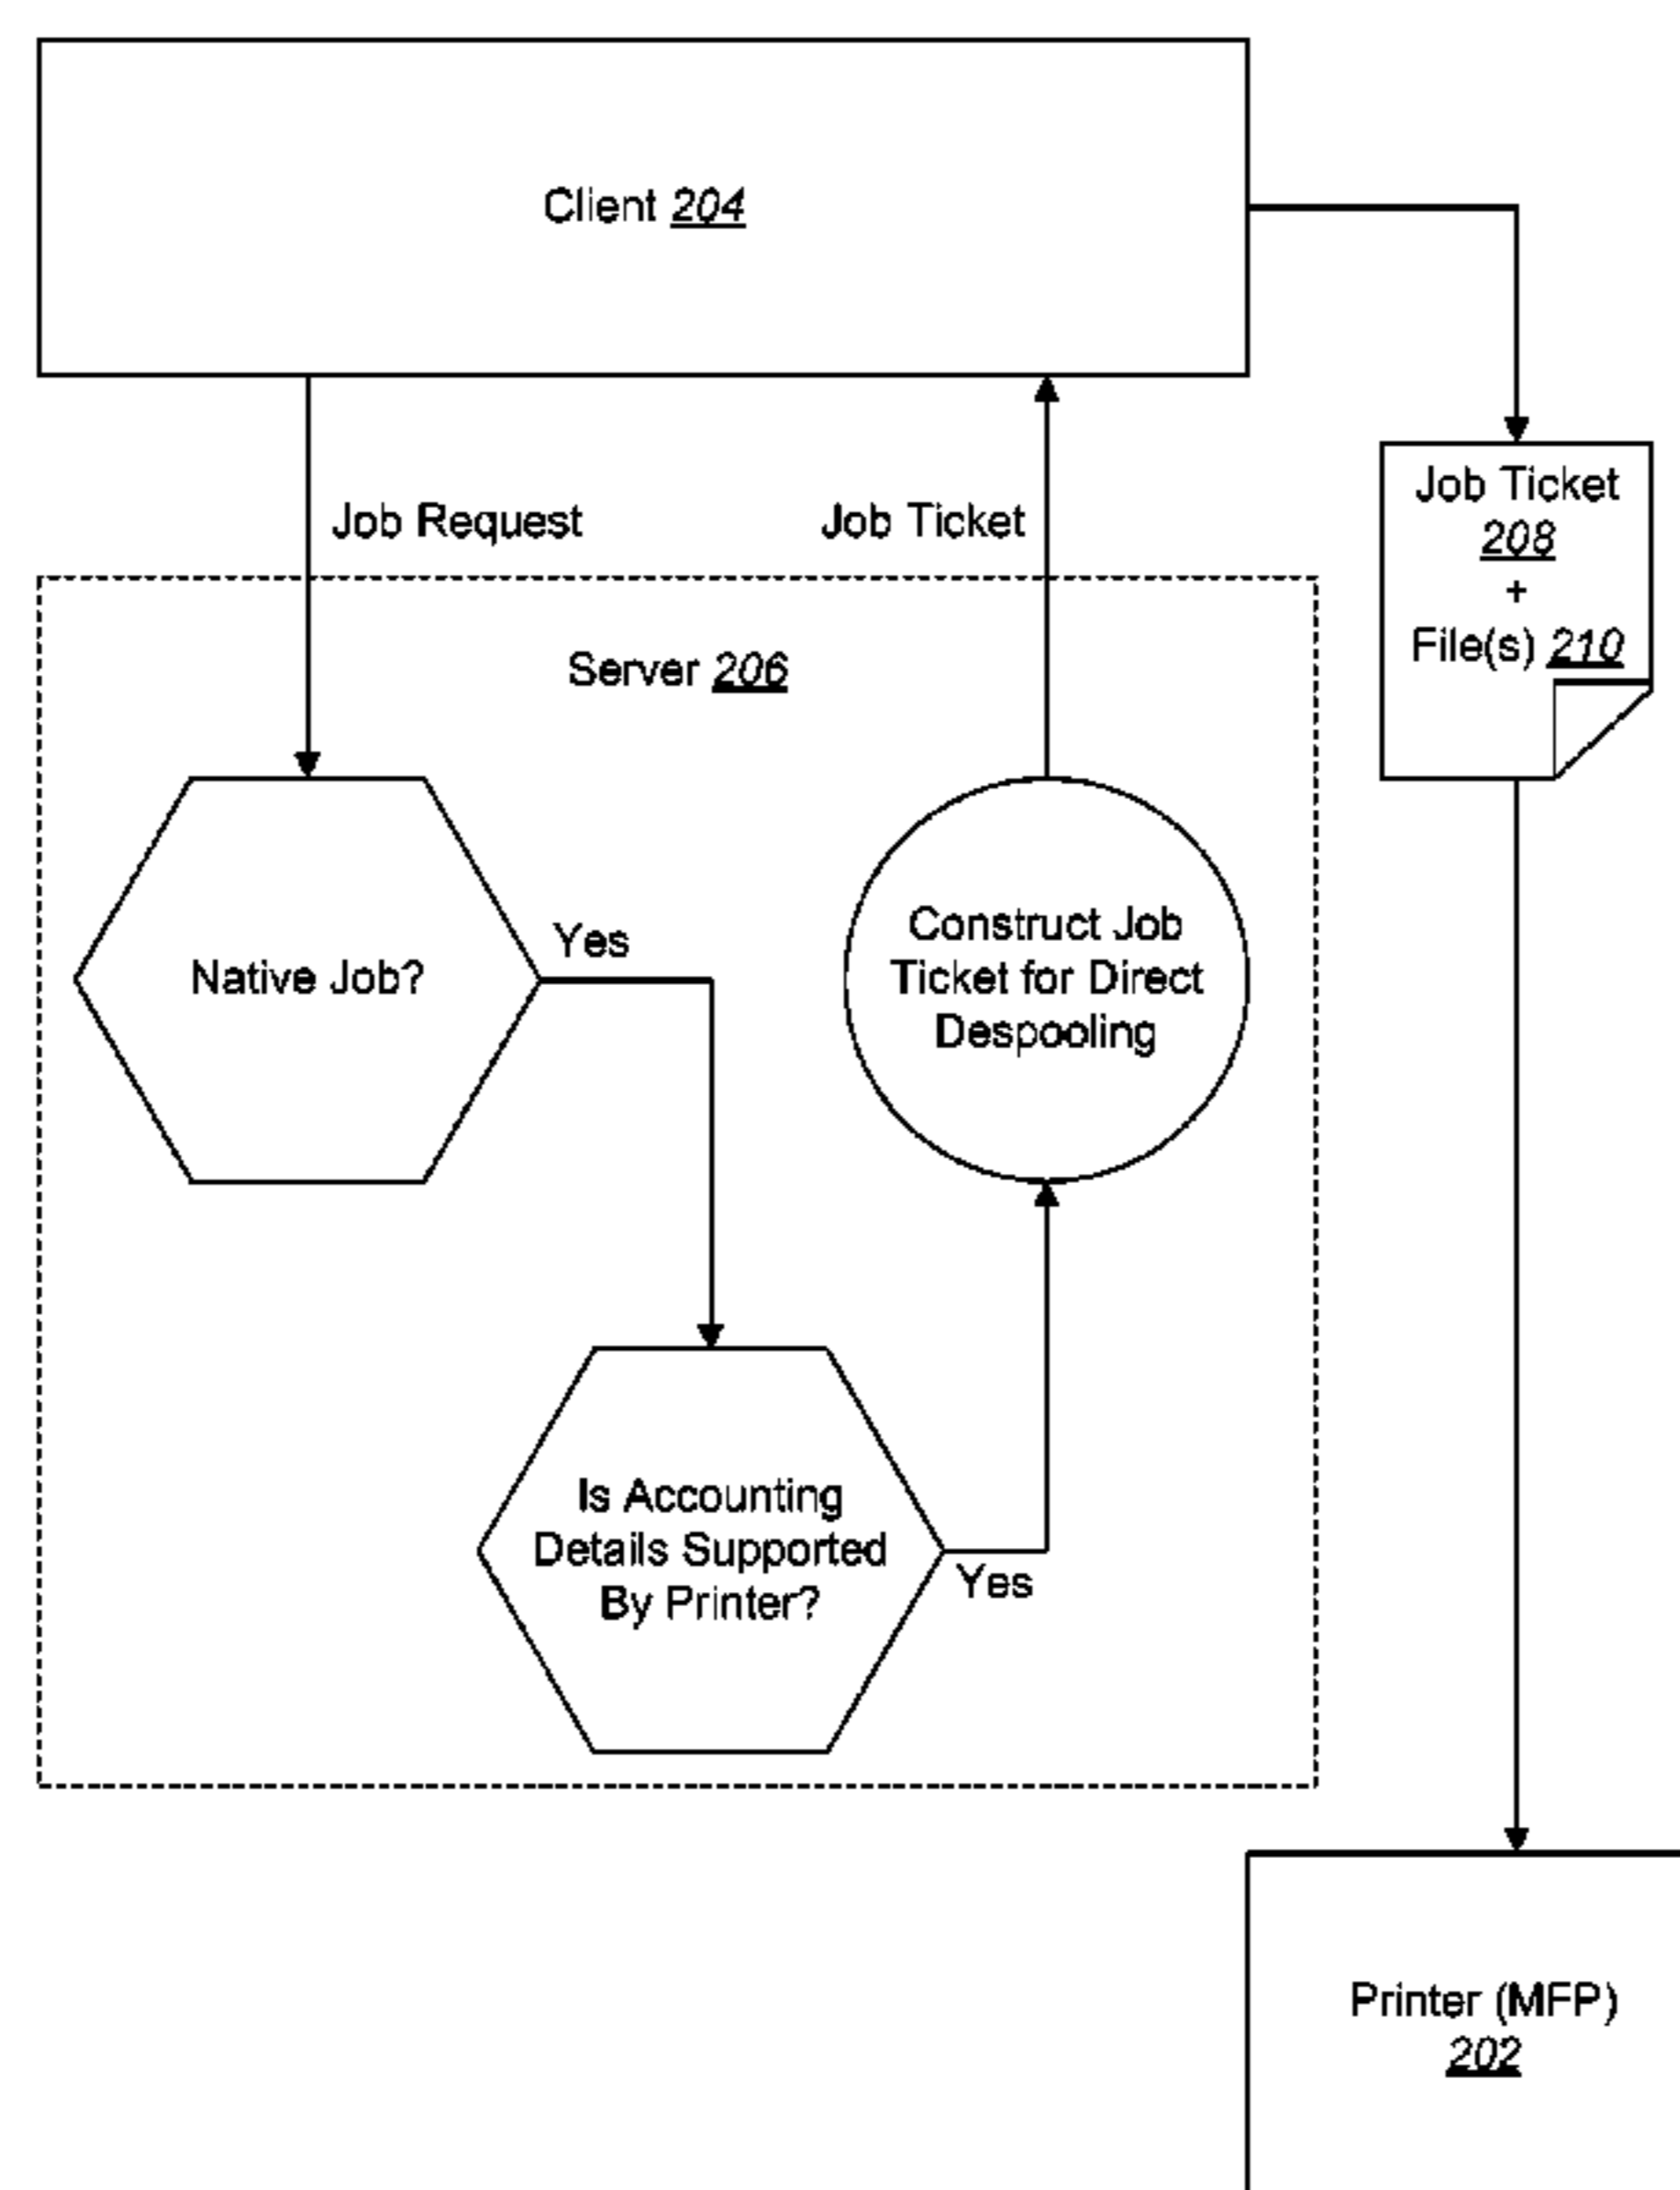 Client 204
Job Request
Job Ticket
Job Ticket
208
+
File(s) 210
Server 206
Native Job?
Yes
Construct Job
Ticket for Direct
Despooling
Is Accounting
Details Supported
By Printer?
Yes
Printer (MFP)
202